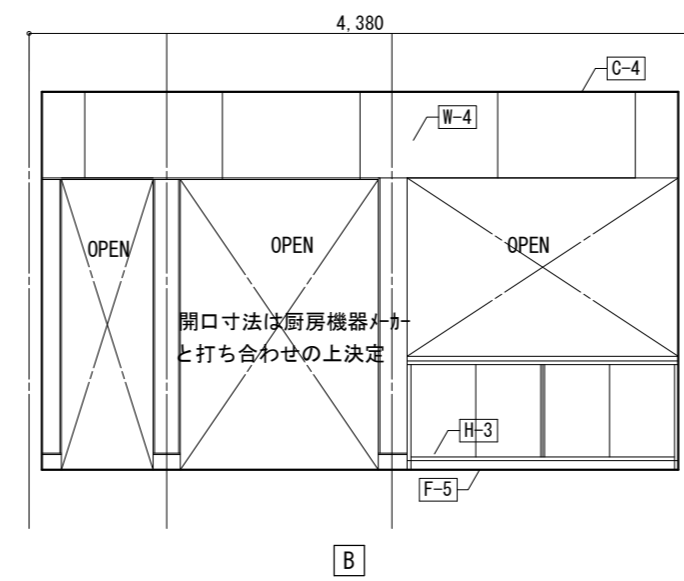 4,380
C-4
W-4
OPEN
OPEN
OPEN
開口寸法は厨房機器メーカー
と打ち合わせの上決定
H-3
F-5
B